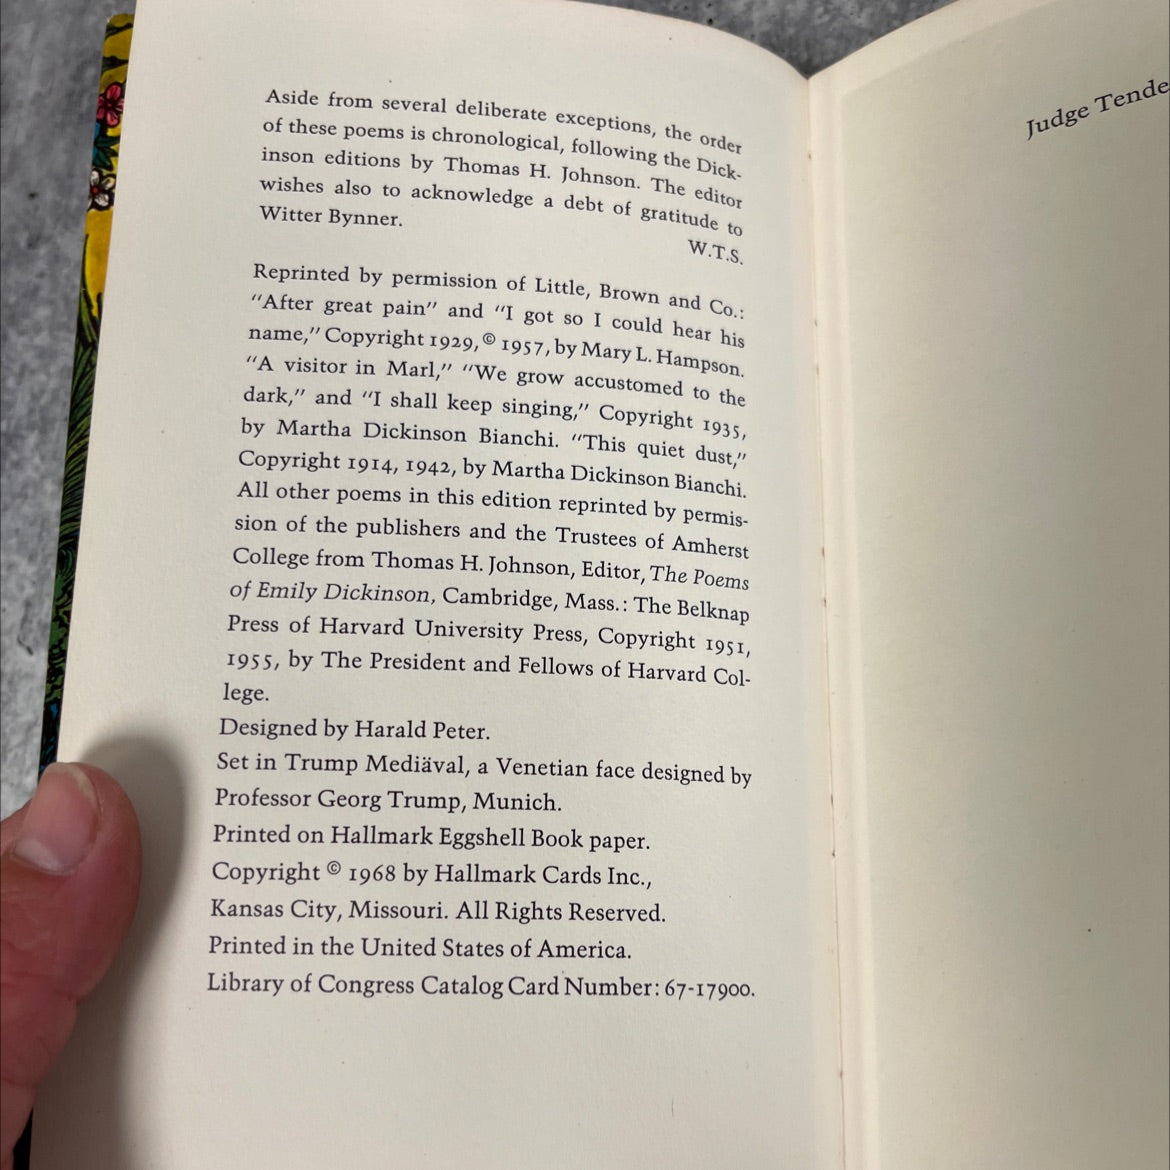 Aside from several deliberate exceptions, the order
of these poems is chronological, following the Dick-
inson editions by Thomas H. Johnson. The editor
wishes also to acknowledge a debt of gratitude to
Witter Bynner.
W.T.S.
Reprinted by permission of Little, Brown and Co.:
"After great pain" and "I got so I could hear his
name," Copyright 1929, © 1957, by Mary L. Hampson.
"A visitor in Marl," "We grow accustomed to the
dark," and "I shall keep singing," Copyright 1935,
by Martha Dickinson Bianchi. "This quiet dust,"
Copyright 1914, 1942, by Martha Dickinson Bianchi.
All other poems in this edition reprinted by permis-
sion of the publishers and the Trustees of Amherst
College from Thomas H. Johnson, Editor, The Poems
of Emily Dickinson, Cambridge, Mass.: The Belknap
Press of Harvard University Press, Copyright 1951,
1955, by The President and Fellows of Harvard Col-
lege.
Designed by Harald Peter.
Set in Trump Mediäval, a Venetian face designed by
Professor Georg Trump, Munich.
Printed on Hallmark Eggshell Book paper.
Copyright © 1968 by Hallmark Cards Inc.,
Kansas City, Missouri. All Rights Reserved.
Printed in the United States of America.
Library of Congress Catalog Card Number: 67-17900.
Judge Tende